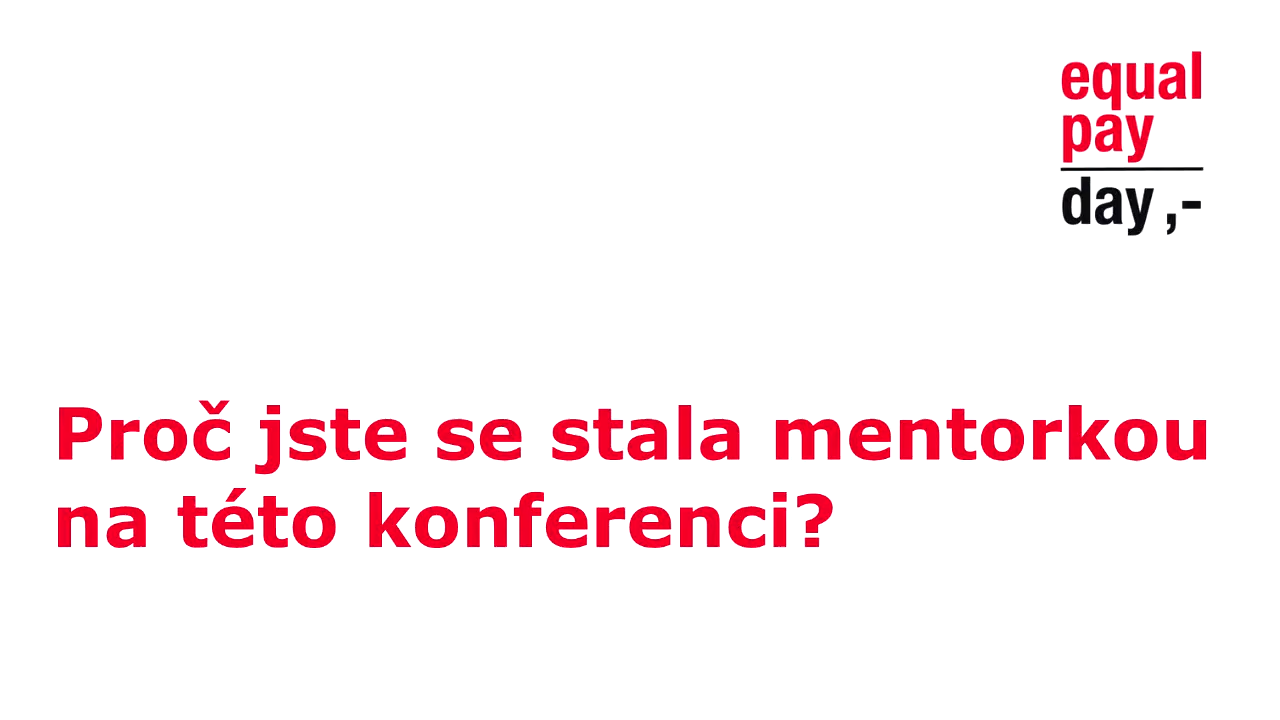 equal
pay
day ,-
Proč jste se stala mentorkou
na této konferenci?